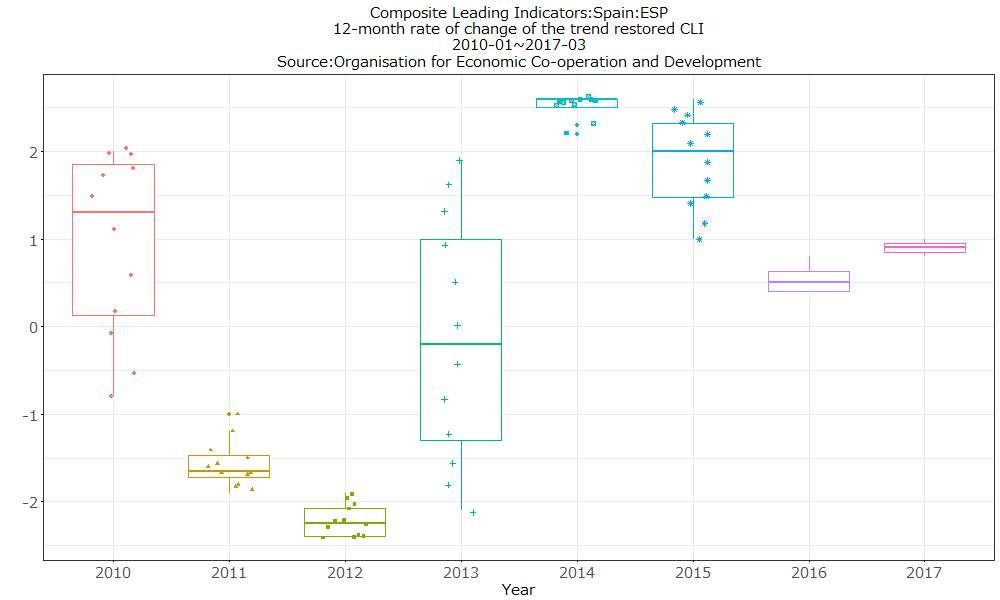 Composite Leading Indicators:Spain:ESP
12-month rate of change of the trend restored CLI
2010-01~2017-03
Source:Organisation for Economic Co-operation and Development
2
1
0
-1
-2
2010 2011 2012 2013 2014 2015 2016 2017
Year